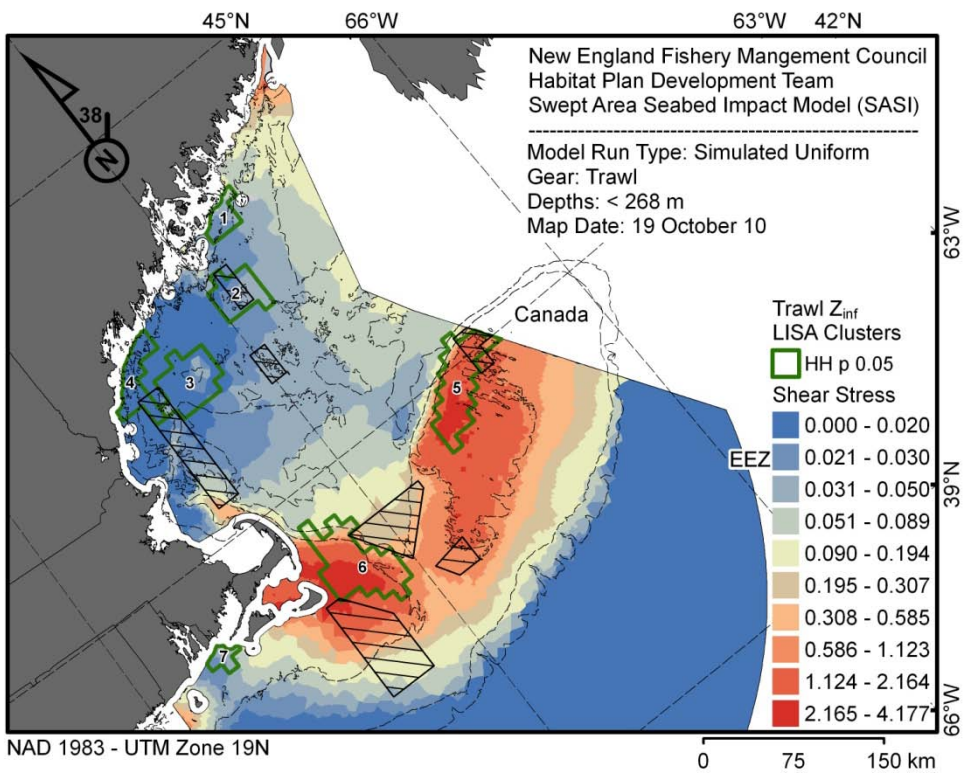 45°N
66°W
63°W
42°N
New England Fishery Mangement Council
Habitat Plan Development Team
Swept Area Seabed Impact Model (SASI)
------------------------------------------------------
Model Run Type: Simulated Uniform
Gear: Trawl
Depths: < 268 m
Map Date: 19 October 10
38
N
1
63°W
2
Canada
Trawl Zinf
LISA Clusters
HH p 0.05
4
3
5
Shear Stress
0.000 - 0.020
0.021 - 0.030
EEZ
0.031 - 0.050
39°N
0.051 - 0.089
0.090 - 0.194
6
0.195 - 0.307
0.308 - 0.585
7
0.586 - 1.123
1.124 - 2.164
66°W
2.165 - 4.177
NAD 1983 - UTM Zone 19N
0 75 150 km